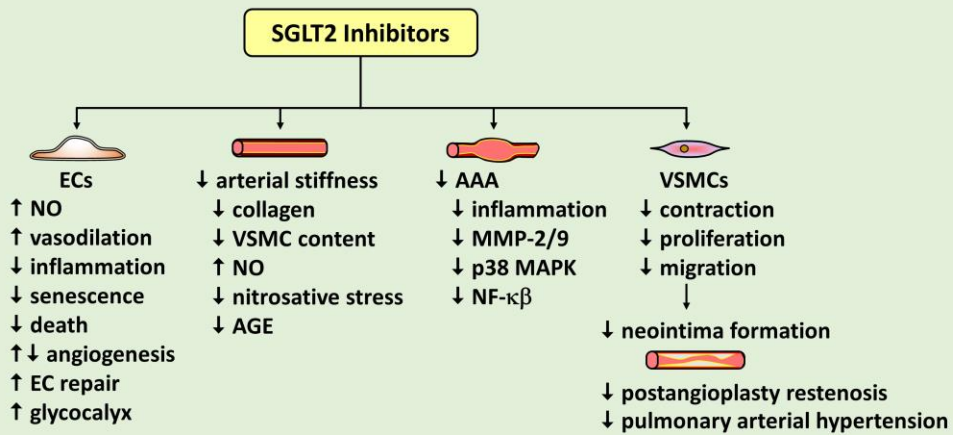 SGLT2 Inhibitors
ECs
↑ NO
↑ vasodilation
↓ inflammation
↓ senescence
↓ death
↑↓ angiogenesis
↑ EC repair
↑ glycocalyx
↓ arterial stiffness
↓ collagen
↓ VSMC content
↑ NO
↓ nitrosative stress
↓ AGE
↓ AAA
↓ inflammation
↓ MMP-2/9
↓ p38 MAPK
↓ NF-κβ
VSMCs
↓ contraction
↓ proliferation
↓ migration
↓ neointima formation
↓ postangioplasty restenosis
↓ pulmonary arterial hypertension